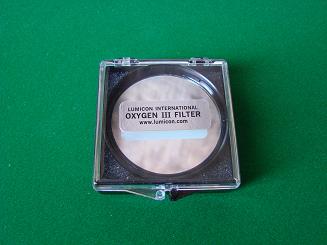 LUMICON INTERNATIONAL
OXYGEN III FILTER
www.lumicon.com